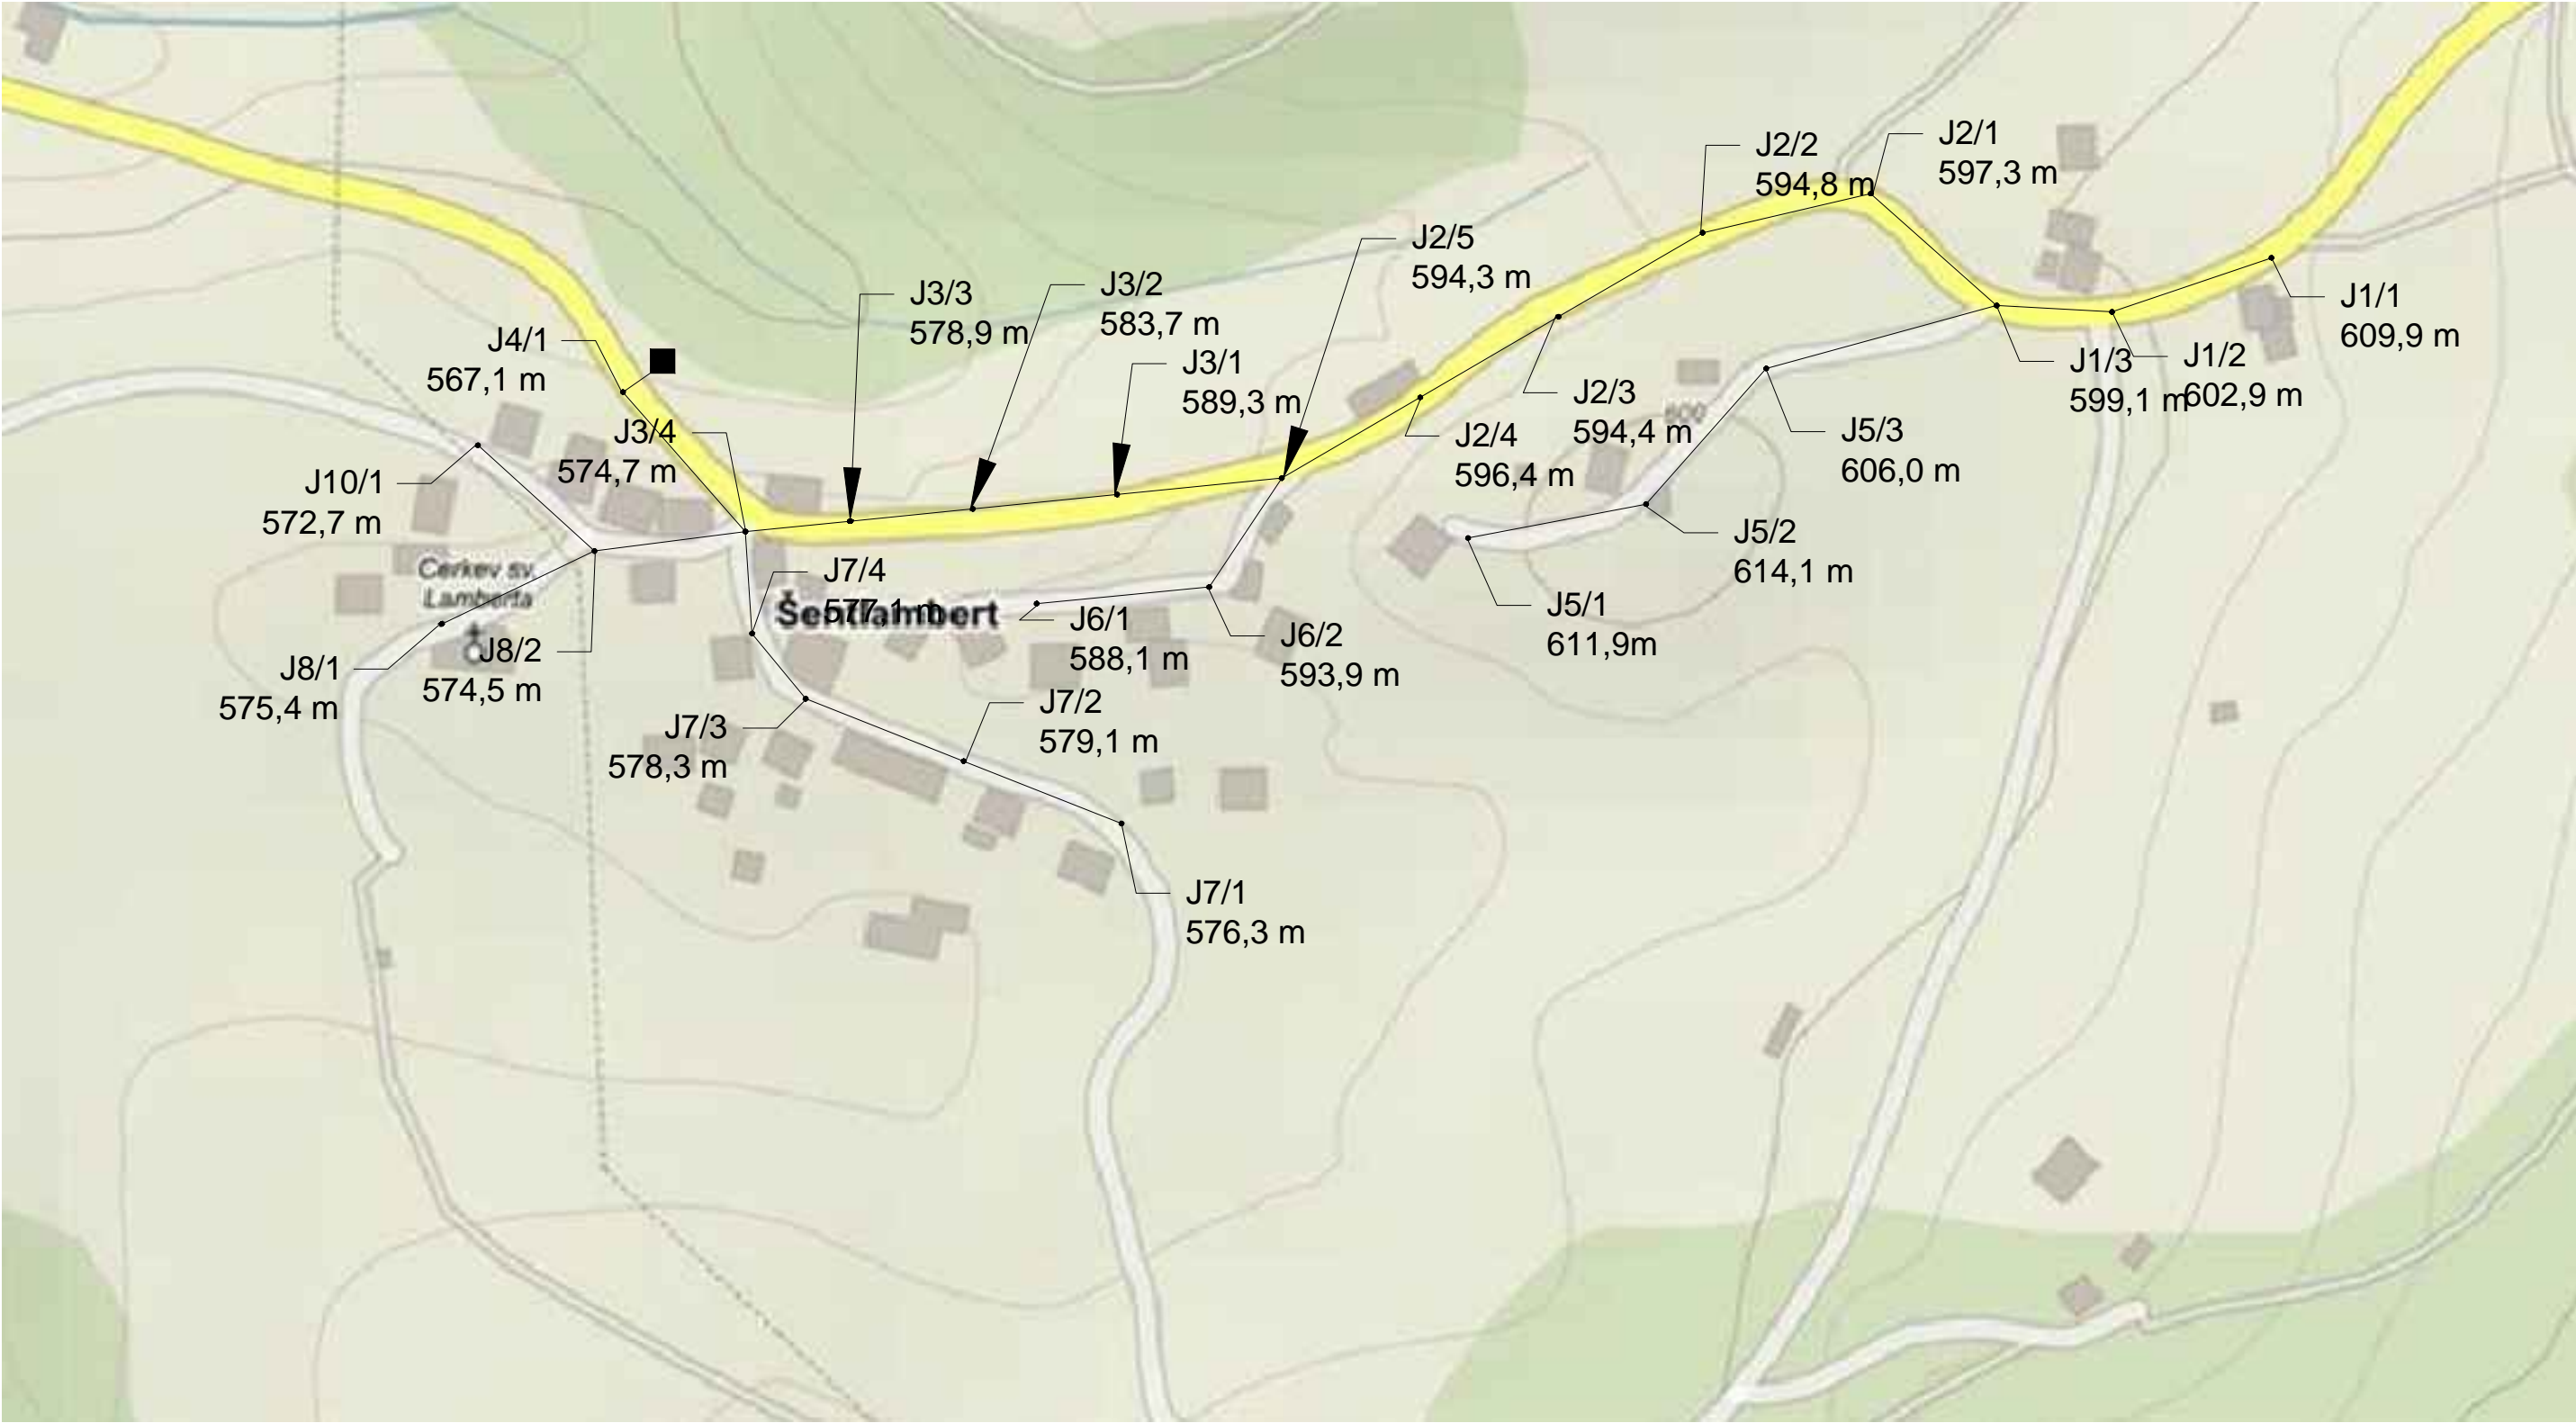 J2/1
597,3 m
J2/2
594,8 m
J2/5
594,3 m
J3/3
578,9 m
J3/2
583,7 m
J3/1
589,3 m
J1/1
609,9 m
J4/1
567,1 m
J1/3
599,1 m
J1/2
602,9 m
J2/3
594,4 m
600
J3/4
574,7 m
J2/4
596,4 m
J5/3
606,0 m
J10/1
572,7 m
J5/2
614,1 m
Cerkev sv.
Lamberta
J7/4
577,1 m
Šentlambert
J5/1
611,9m
J6/1
588,1 m
J6/2
593,9 m
J8/2
574,5 m
J8/1
575,4 m
J7/2
579,1 m
J7/3
578,3 m
J7/1
576,3 m